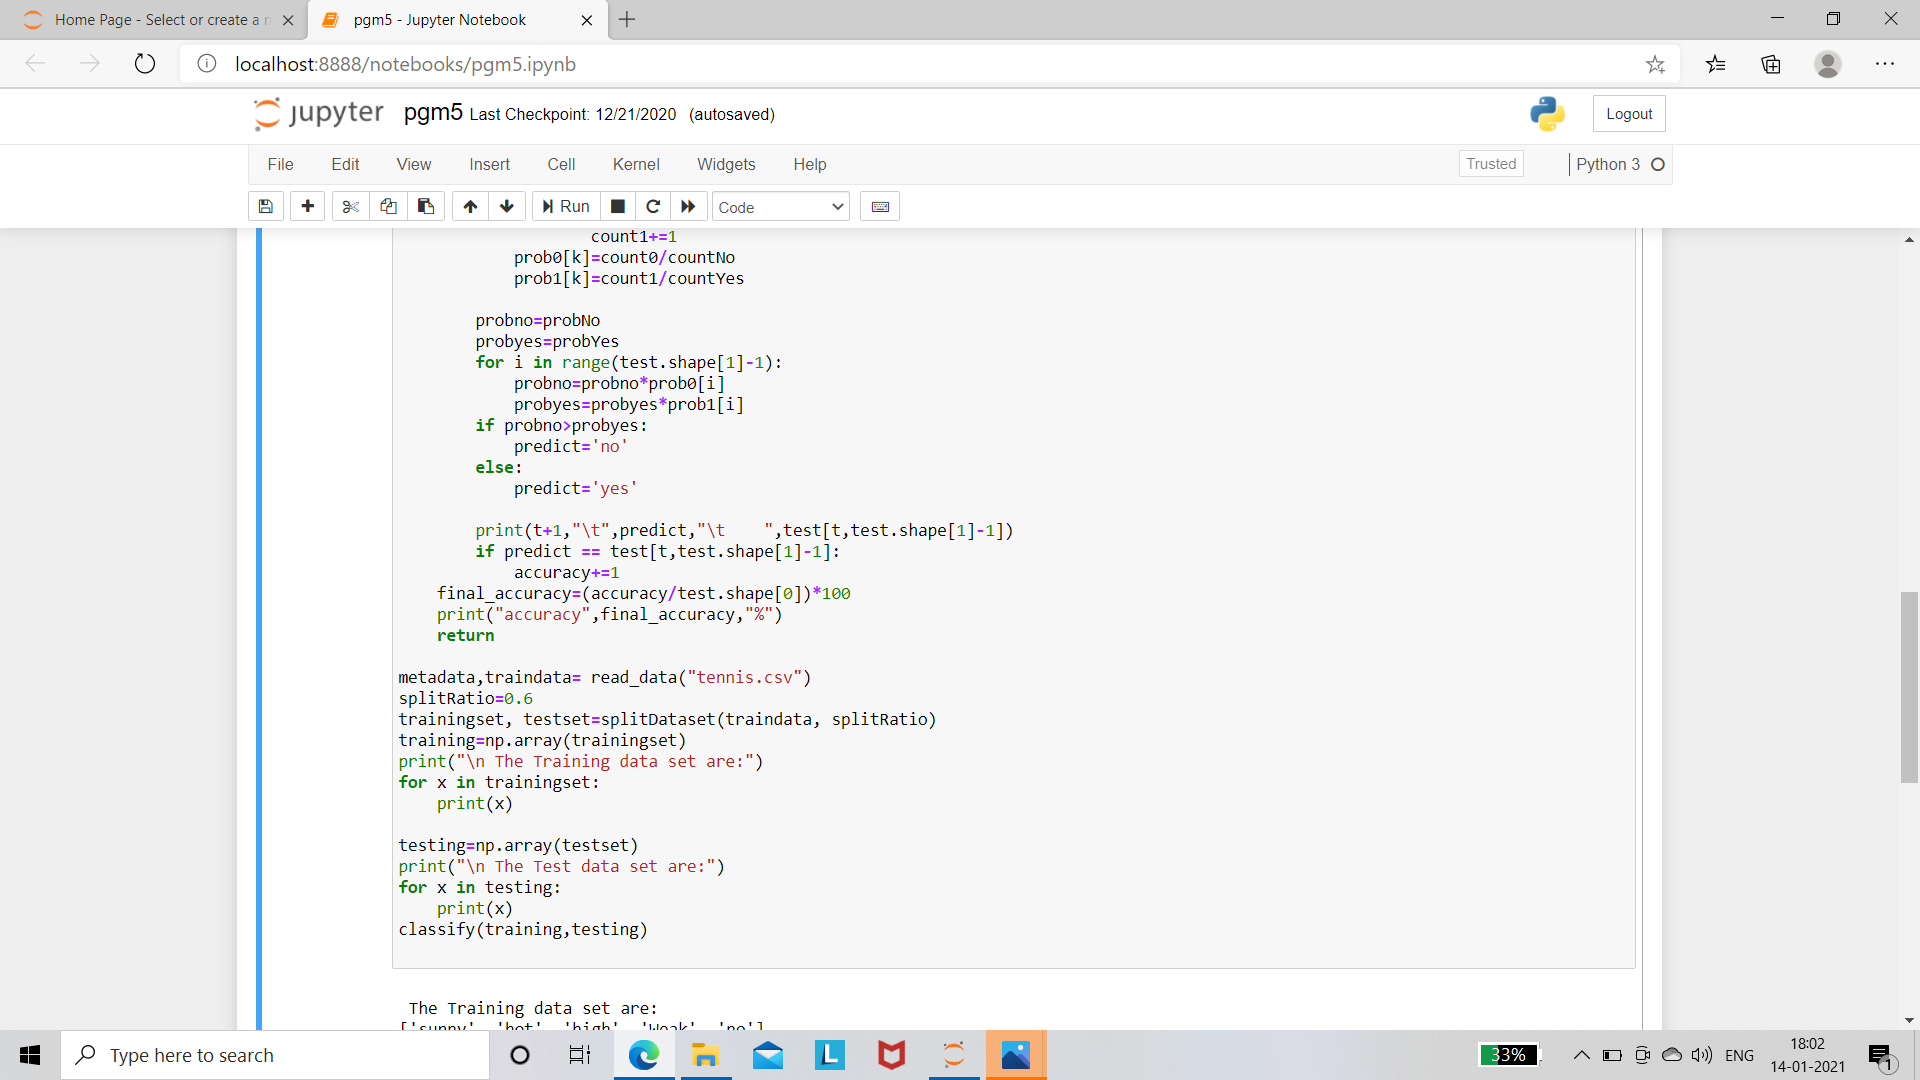 Home Page - Select or create a n
pgm5 - Jupyter Notebook
localhost:8888/notebooks/pgm5.ipynb
jupyter pgm5 Last Checkpoint: 12/21/2020 (autosaved)
Logout
File Edit View Insert Cell Kernel Widgets Help
Trusted
Python 3
Run
Code
count1+=1
prob0[k]=count0/countNo
prob1[k]=count1/countYes
probno=probNo
probyes=probYes
for i in range(test.shape[1]-1):
probno=probno*prob0[i]
probyes=probyes*prob1[i]
if probno>probyes:
predict='no'
else:
predict='yes'
print(t+1,"\t",predict,"\t    ",test[t,test.shape[1]-1])
if predict == test[t,test.shape[1]-1]:
accuracy+=1
final_accuracy=(accuracy/test.shape[0])*100
print("accuracy",final_accuracy,"%")
return
metadata,traindata= read_data("tennis.csv")
splitRatio=0.6
trainingset, testset=splitDataset(traindata, splitRatio)
training=np.array(trainingset)
print("\n The Training data set are:")
for x in trainingset:
print(x)
testing=np.array(testset)
print("\n The Test data set are:")
for x in testing:
print(x)
classify(training,testing)
The Training data set are:
['sunny', 'hot', 'high', 'Weak', 'no']
Type here to search
L
33%
ENG
18:02
14-01-2021
1